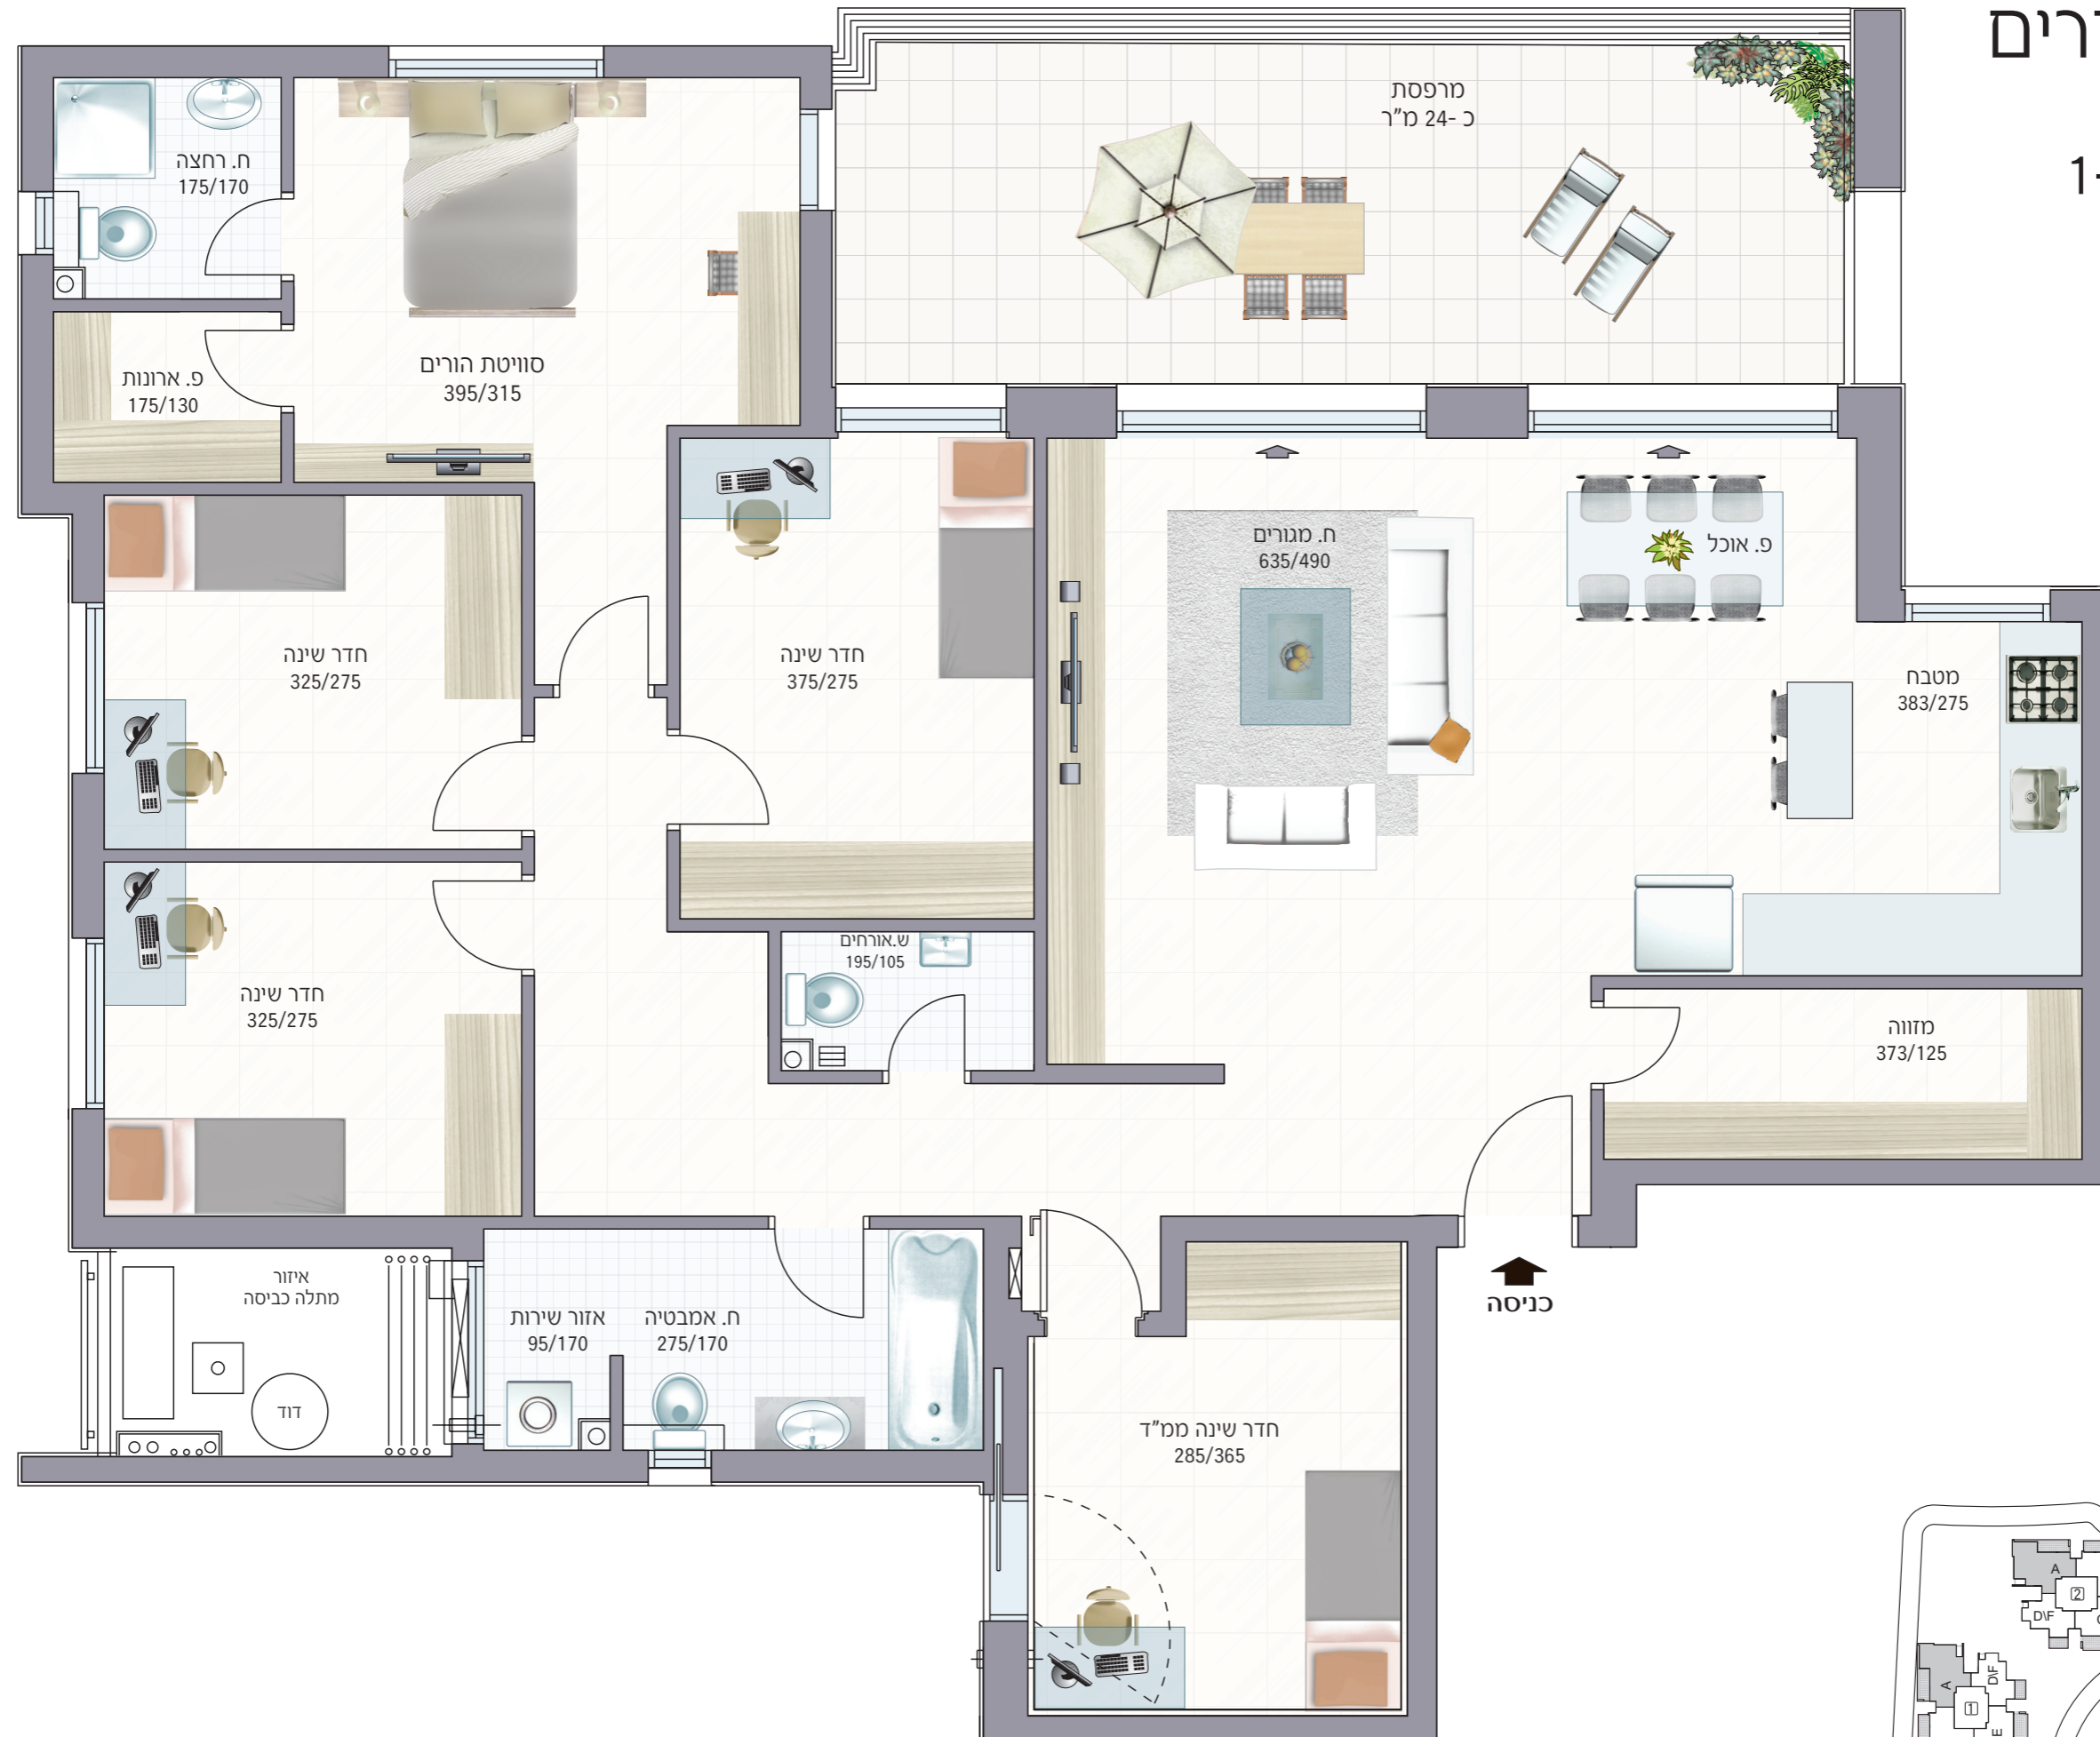 מרפסת
כ -24 מ"ר
ח. רחצה
175/170
סוויטת הורים
395/315
פ. ארונות
175/130
ח. מגורים
635/490
פ. אוכל
חדר שינה
325/275
חדר שינה
375/275
מטבח
383/275
ש.אורחים
195/105
חדר שינה
325/275
מזווה
373/125
איזור
מתלה כביסה
דוד
אזור שירות
95/170
ח. אמבטיה
275/170
כניסה
חדר שינה ממ"ד
285/365
A
2
D\F
A
D\F
1
E